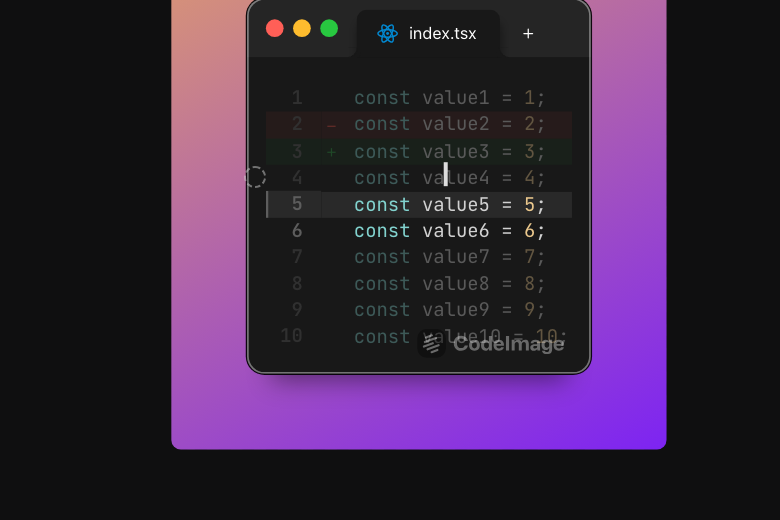 index.tsx +
1 const value1 = 1;
2 − const value2 = 2;
3 + const value3 = 3;
4 const value4 = 4;
5 const value5 = 5;
6 const value6 = 6;
7 const value7 = 7;
8 const value8 = 8;
9 const value9 = 9;
10 const value10 = 10;
CodeImage